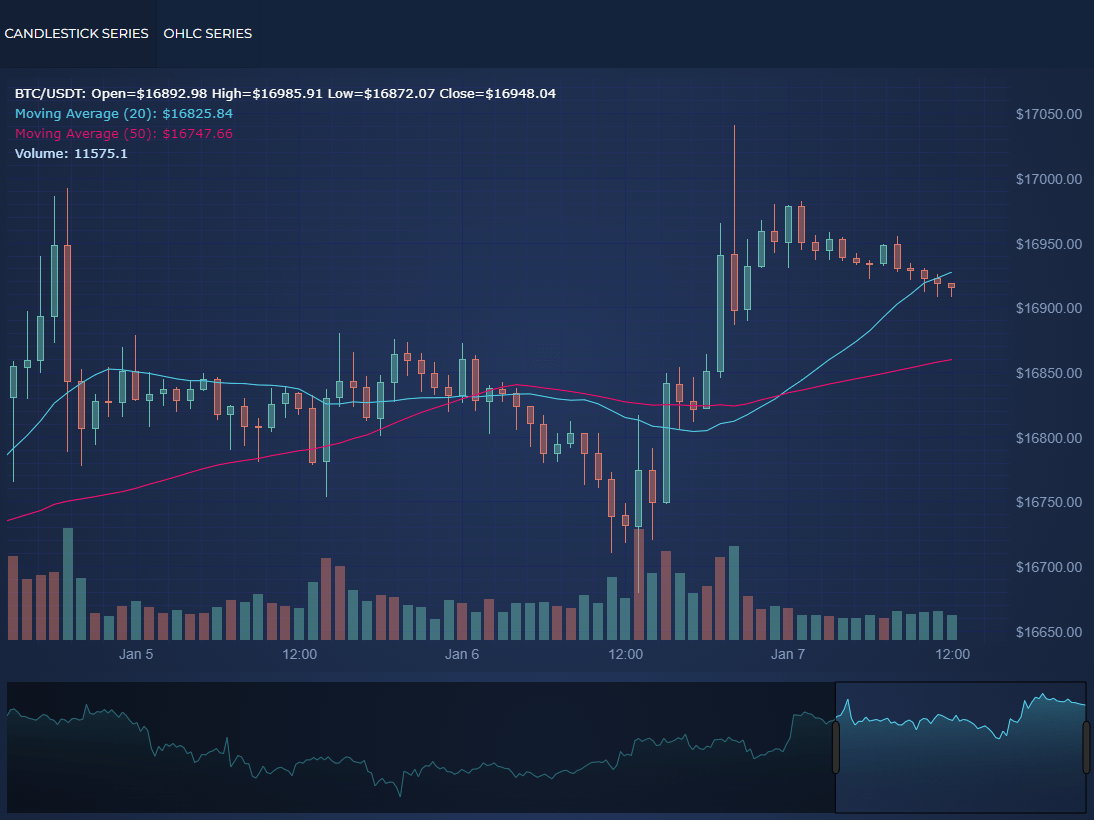 CANDLESTICK SERIES OHLC SERIES
BTC/USDT: Open=$16892.98 High=$16985.91 Low=$16872.07 Close=$16948.04
Moving Average (20): $16825.84
Moving Average (50): $16747.66
Volume: 11575.1
$17050.00
$17000.00
$16950.00
$16900.00
$16850.00
$16800.00
$16750.00
$16700.00
$16650.00
Jan 5 12:00 Jan 6 12:00 Jan 7 12:00